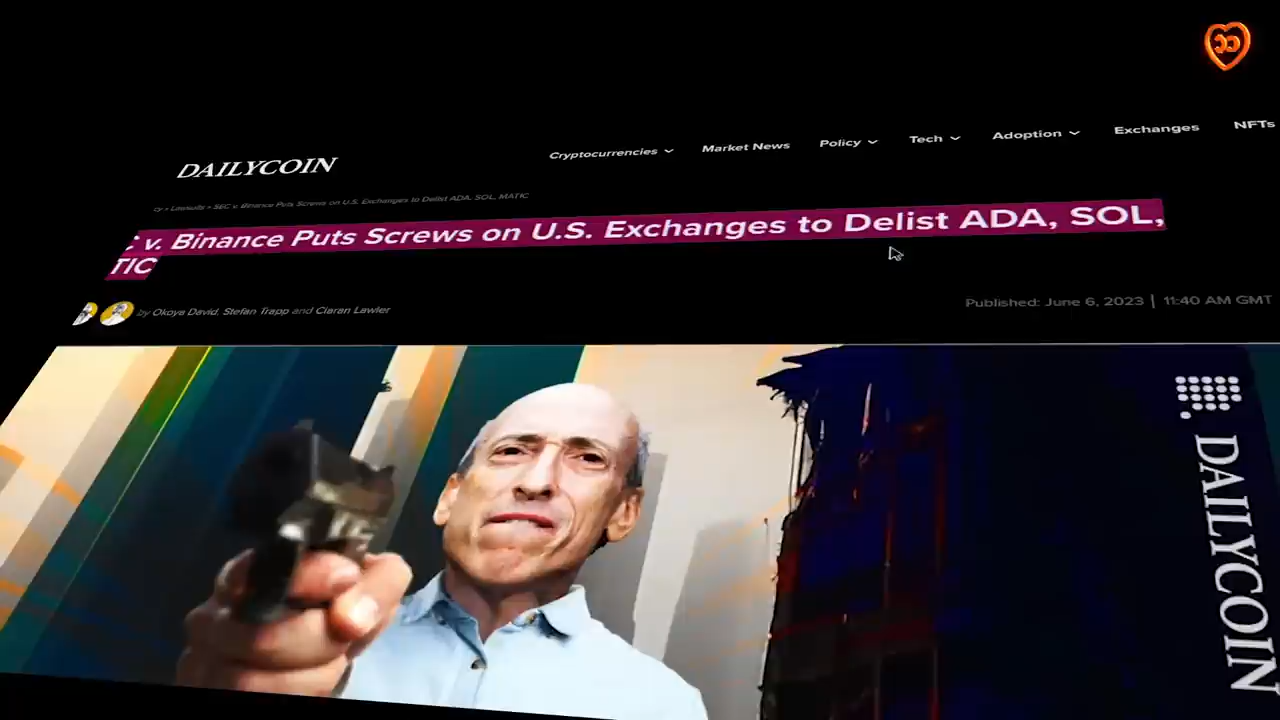 DAILYCOIN
Cryptocurrencies Market News Policy Tech Adoption Exchanges NFTs
> Lawsuits > SEC v. Binance Puts Screws on U.S. Exchanges to Delist ADA, SOL, MATIC
v. Binance Puts Screws on U.S. Exchanges to Delist ADA, SOL,
TIC
by Okoya David, Stefan Trapp and Ciaran Lawler
Published: June 6, 2023 | 11:40 AM GMT
DAILYCOIN